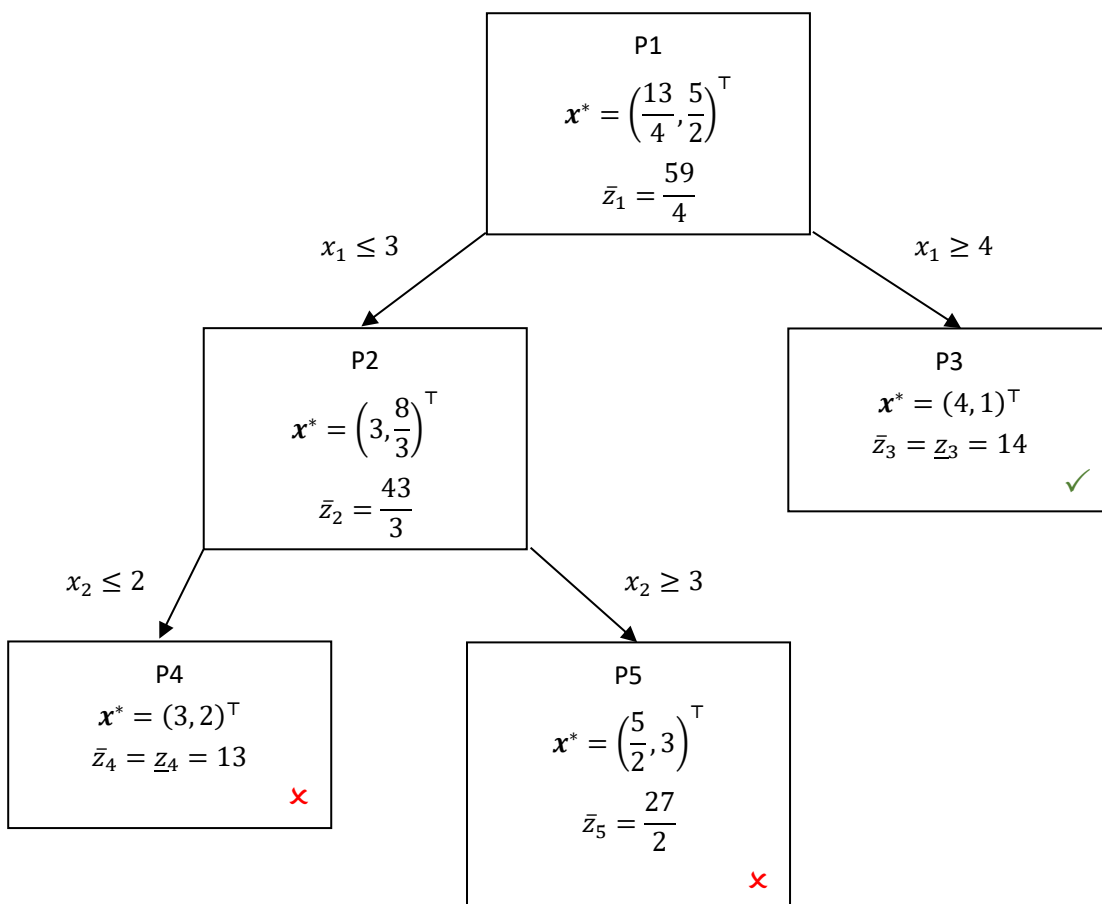 P1
𝒙* = (13/4, 5/2)⊤
z̄₁ = 59/4
x₁ ≤ 3
x₁ ≥ 4
P2
𝒙* = (3, 8/3)⊤
z̄₂ = 43/3
P3
𝒙* = (4, 1)⊤
z̄₃ = z̲₃ = 14
✓
x₂ ≤ 2
x₂ ≥ 3
P4
𝒙* = (3, 2)⊤
z̄₄ = z̲₄ = 13
×
P5
𝒙* = (5/2, 3)⊤
z̄₅ = 27/2
×